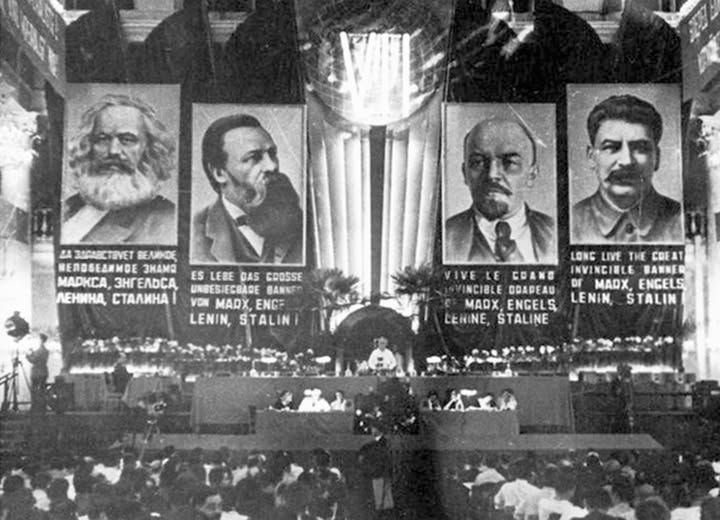 ДА ЗДРАВСТВУЕТ ВЕЛИКОЕ,
НЕПОБЕДИМОЕ ЗНАМЯ
МАРКСА, ЭНГЕЛЬСА,
ЛЕНИНА, СТАЛИНА!
ES LEBE DAS GROSSE
UNBESIEGBARE BANNER
VON MARX, ENGE
LENIN, STALIN!
VIVE LE GRAND
INVINCIBLE DRAPEAU
DE MARX, ENGELS,
LENINE, STALINE
LONG LIVE THE GREAT
INVINCIBLE BANNER
OF MARX, ENGELS,
LENIN, STALIN!